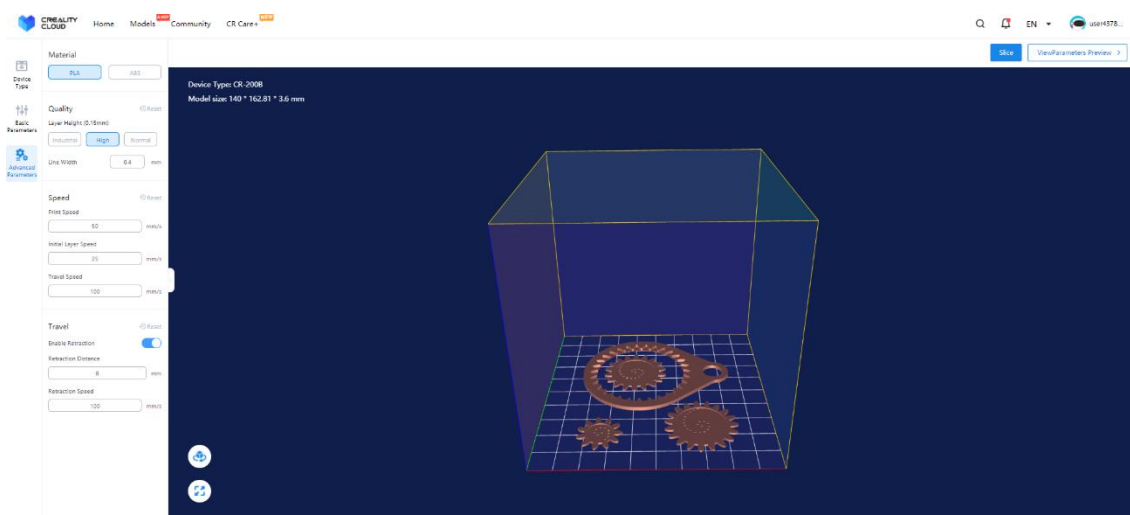 CREALITY CLOUD
Home
Models
Community
CR Care+
NEW
EN
user4378...
Slice
ViewParameters Preview >
Device Type
Basic Parameters
Advanced Parameters
Material
PLA
ABS
Quality
Reset
Layer Height (0.16mm)
Industrial
High
Normal
Line Width
0.4
mm
Speed
Reset
Print Speed
50
mm/s
Initial Layer Speed
25
mm/s
Travel Speed
100
mm/s
Travel
Reset
Enable Retraction
Retraction Distance
8
mm
Retraction Speed
100
mm/s
Device Type: CR-200B
Model size: 140 * 162.81 * 3.6 mm